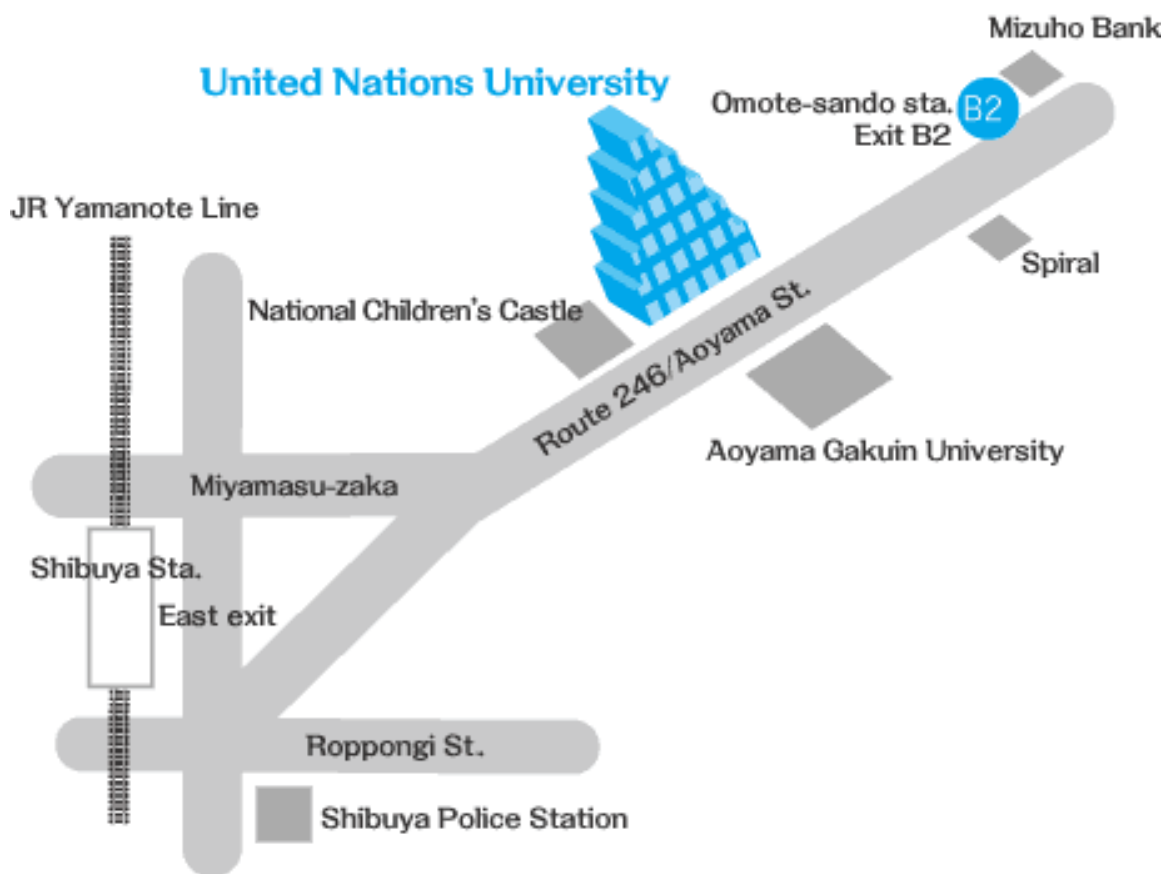 Mizuho Bank
United Nations University
Omote-sando sta.
Exit B2
B2
JR Yamanote Line
Spiral
National Children's Castle
Route 246/Aoyama St.
Aoyama Gakuin University
Miyamasu-zaka
Shibuya Sta.
East exit
Roppongi St.
Shibuya Police Station